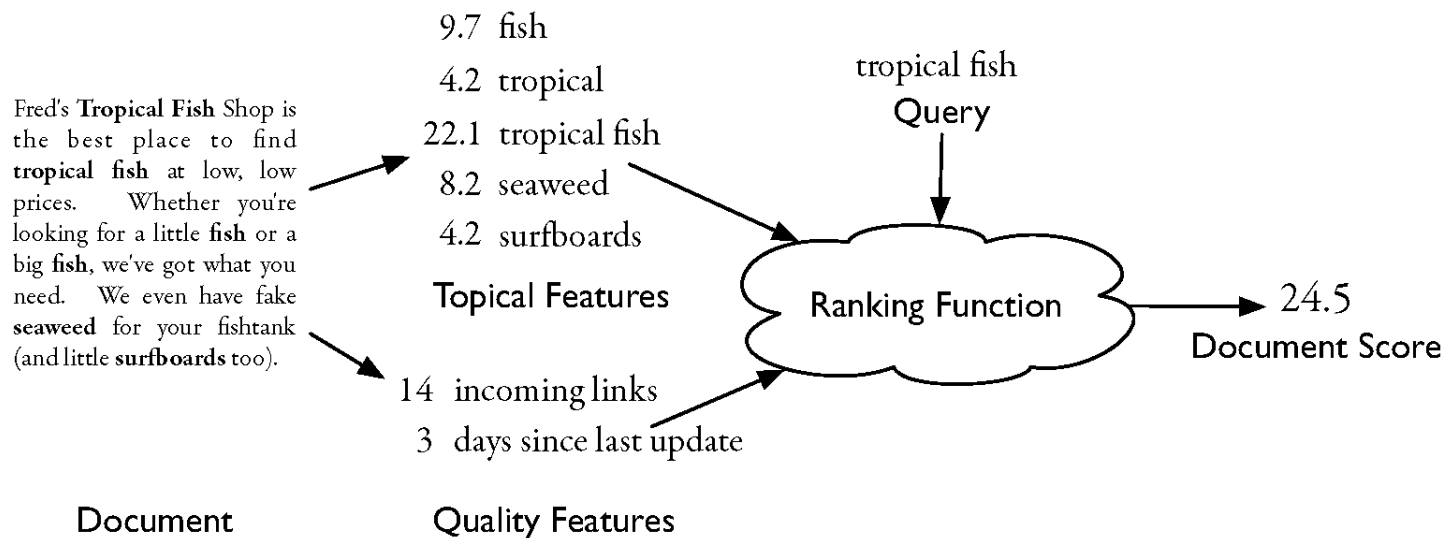 Fred's Tropical Fish Shop is
the best place to find
tropical fish at low, low
prices. Whether you're
looking for a little fish or a
big fish, we've got what you
need. We even have fake
seaweed for your fishtank
(and little surfboards too).
Document
9.7 fish
4.2 tropical
22.1 tropical fish
8.2 seaweed
4.2 surfboards
Topical Features
14 incoming links
3 days since last update
Quality Features
tropical fish
Query
Ranking Function
24.5
Document Score